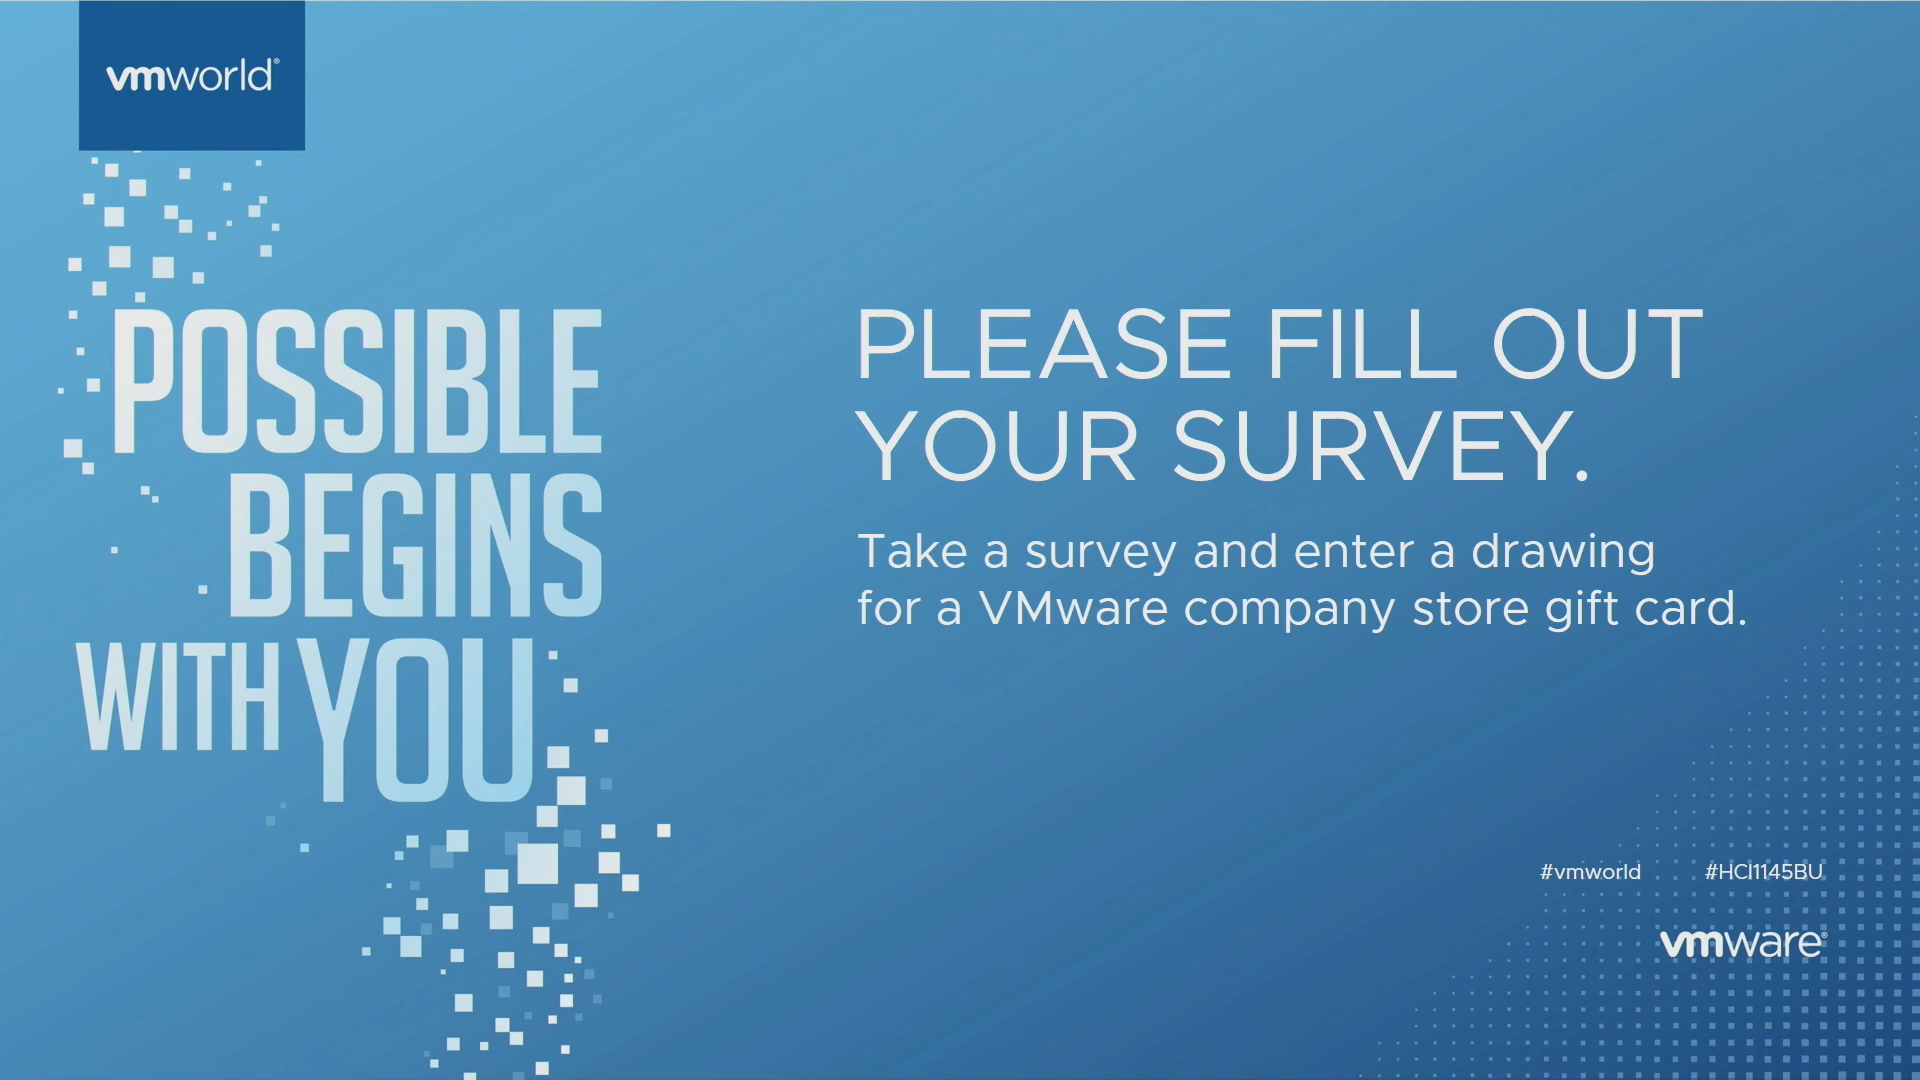 vmworld®
POSSIBLE
BEGINS
WITH YOU
PLEASE FILL OUT
YOUR SURVEY.
Take a survey and enter a drawing
for a VMware company store gift card.
#vmworld #HCI1145BU
vmware®